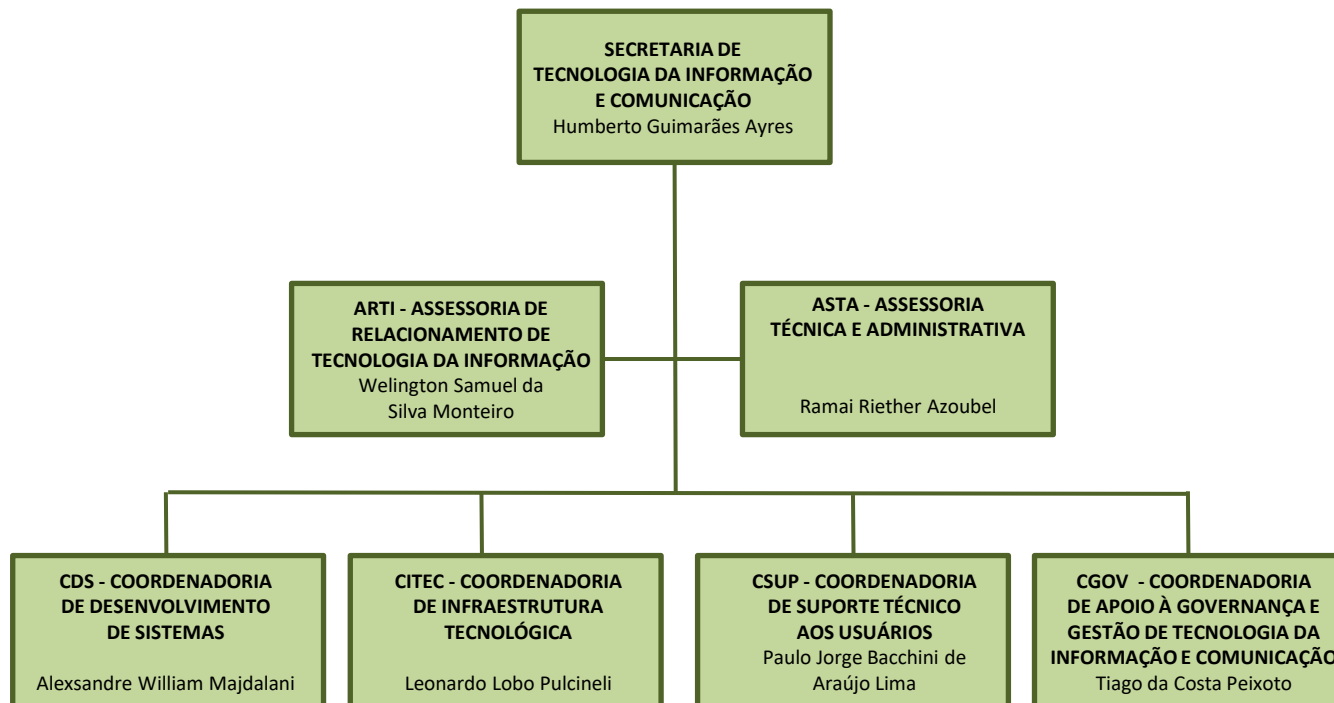 SECRETARIA DE
TECNOLOGIA DA INFORMAÇÃO
E COMUNICAÇÃO
Humberto Guimarães Ayres
ARTI - ASSESSORIA DE
RELACIONAMENTO DE
TECNOLOGIA DA INFORMAÇÃO
Welington Samuel da
Silva Monteiro
ASTA - ASSESSORIA
TÉCNICA E ADMINISTRATIVA
Ramai Riether Azoubel
CDS - COORDENADORIA
DE DESENVOLVIMENTO
DE SISTEMAS
Alexsandre William Majdalani
CITEC - COORDENADORIA
DE INFRAESTRUTURA
TECNOLÓGICA
Leonardo Lobo Pulcineli
CSUP - COORDENADORIA
DE SUPORTE TÉCNICO
AOS USUÁRIOS
Paulo Jorge Bacchini de
Araújo Lima
CGOV - COORDENADORIA
DE APOIO À GOVERNANÇA E
GESTÃO DE TECNOLOGIA DA
INFORMAÇÃO E COMUNICAÇÃO
Tiago da Costa Peixoto